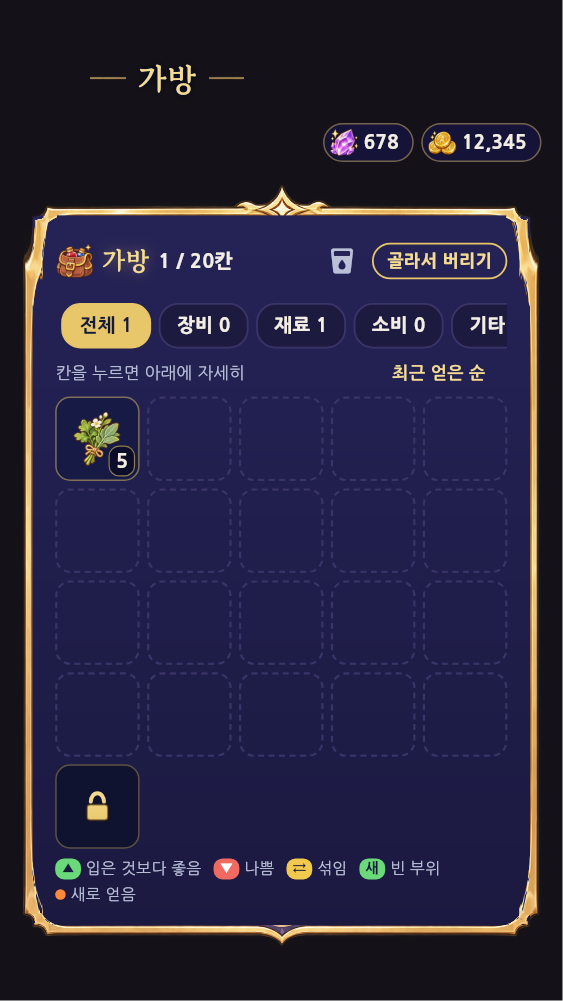 가방
678 12,345
가방 1 / 20칸 골라서 버리기
전체 1 장비 0 재료 1 소비 0 기타
칸을 누르면 아래에 자세히 최근 얻은 순
5
▲ 입은 것보다 좋음 ▼ 나쁨 ⇄ 섞임 새 빈 부위
새로 얻음